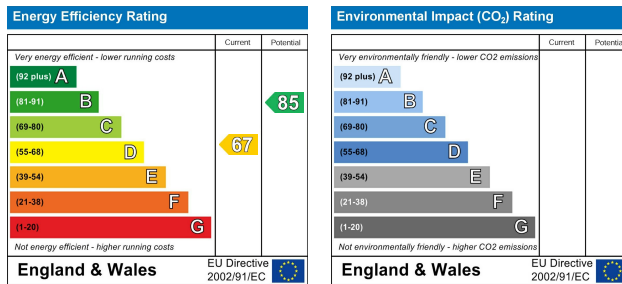 Energy Efficiency Rating
Current Potential
Very energy efficient - lower running costs
(92 plus) A
(81-91) B
85
(69-80) C
(55-68) D
67
(39-54) E
(21-38) F
(1-20) G
Not energy efficient - higher running costs
England & Wales
EU Directive
2002/91/EC
Environmental Impact (CO₂) Rating
Current Potential
Very environmentally friendly - lower CO2 emissions
(92 plus) A
(81-91) B
(69-80) C
(55-68) D
(39-54) E
(21-38) F
(1-20) G
Not environmentally friendly - higher CO2 emissions
England & Wales
EU Directive
2002/91/EC